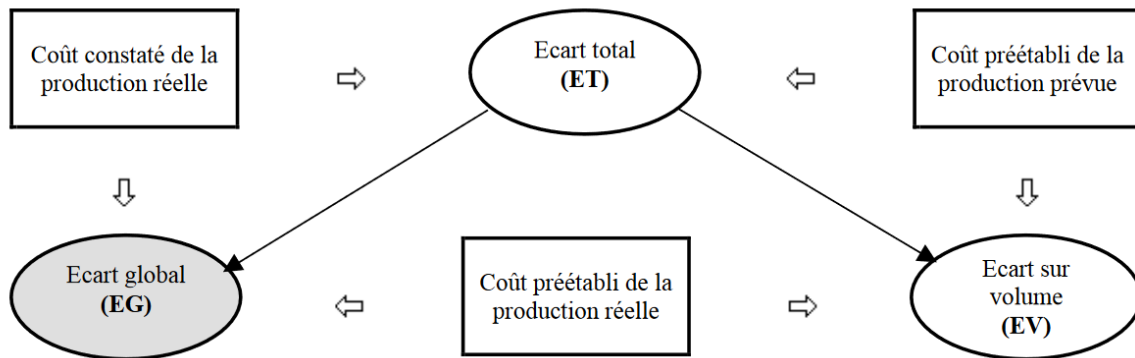 Coût constaté de la
production réelle
Ecart total
(ET)
Coût préétabli de la
production prévue
Ecart global
(EG)
Coût préétabli de la
production réelle
Ecart sur
volume
(EV)